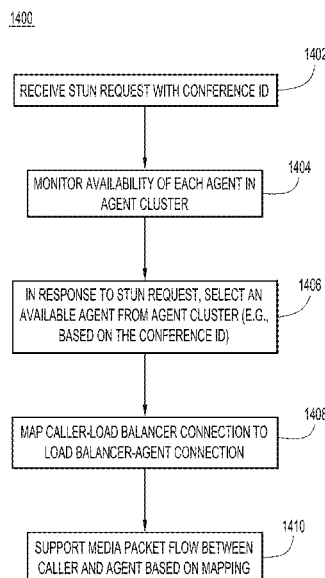 1400
1402
RECEIVE STUN REQUEST WITH CONFERENCE ID
1404
MONITOR AVAILABILITY OF EACH AGENT IN
AGENT CLUSTER
1406
IN RESPONSE TO STUN REQUEST, SELECT AN
AVAILABLE AGENT FROM AGENT CLUSTER (E.G.,
BASED ON THE CONFERENCE ID)
1408
MAP CALLER-LOAD BALANCER CONNECTION TO
LOAD BALANCER-AGENT CONNECTION
1410
SUPPORT MEDIA PACKET FLOW BETWEEN
CALLER AND AGENT BASED ON MAPPING